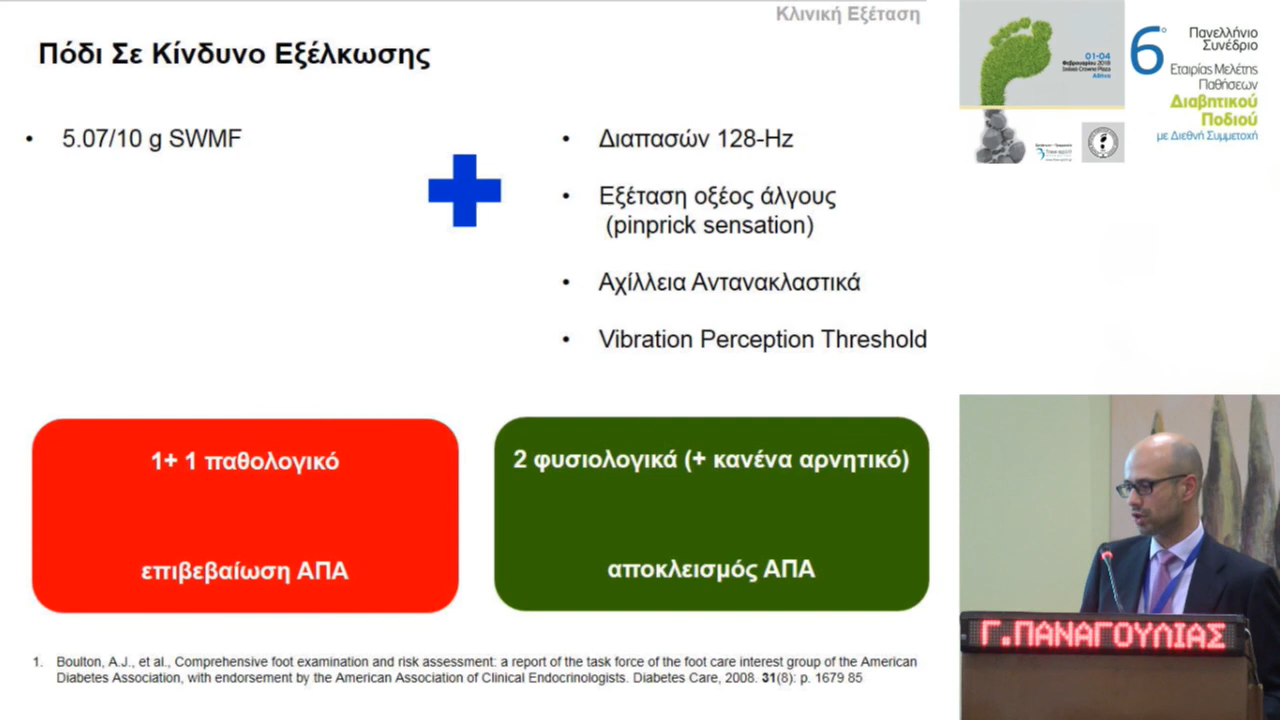 Κλινική Εξέταση
Πόδι Σε Κίνδυνο Εξέλκωσης
• 5.07/10 g SWMF
• Διαπασών 128-Hz
• Εξέταση οξέος άλγους
(pinprick sensation)
• Αχίλλεια Αντανακλαστικά
• Vibration Perception Threshold
1+ 1 παθολογικό
επιβεβαίωση ΑΠΑ
2 φυσιολογικά (+ κανένα αρνητικό)
αποκλεισμός ΑΠΑ
1. Boulton, A.J., et al., Comprehensive foot examination and risk assessment: a report of the task force of the foot care interest group of the American
Diabetes Association, with endorsement by the American Association of Clinical Endocrinologists. Diabetes Care, 2008. 31(8): p. 1679 85
01-04
Φεβρουαρίου 2018
Αθήνα
6ο Πανελλήνιο
Συνέδριο
Εταιρίας Μελέτης
Παθήσεων
Διαβητικού
Ποδιού
με Διεθνή Συμμετοχή
Γ.ΠΑΝΑΓΟΥΛΙΑΣ